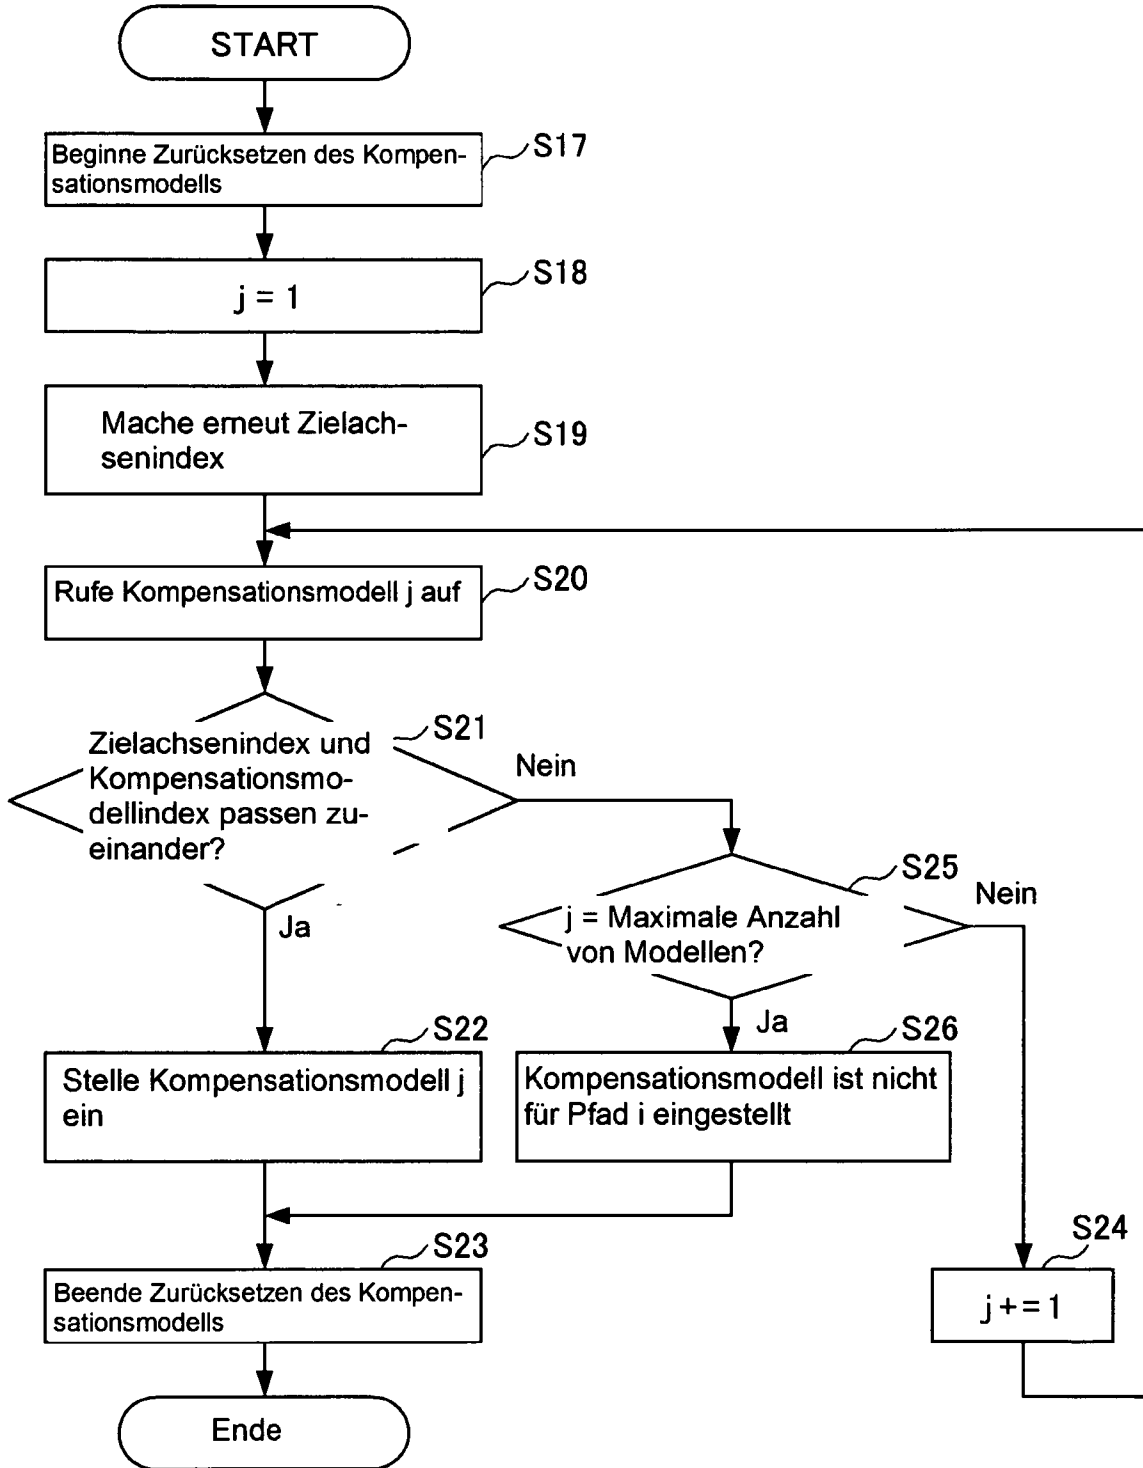 START
Beginne Zurücksetzen des Kompen-
sationsmodells
S17
j = 1
S18
Mache erneut Zielach-
senindex
S19
Rufe Kompensationsmodell j auf
S20
Zielachsenindex und
Kompensationsmo-
dellindex passen zu-
einander?
S21
Nein
Ja
j = Maximale Anzahl
von Modellen?
S25
Nein
Ja
Stelle Kompensationsmodell j
ein
S22
Kompensationsmodell ist nicht
für Pfad i eingestellt
S26
Beende Zurücksetzen des Kompen-
sationsmodells
S23
S24
j += 1
Ende